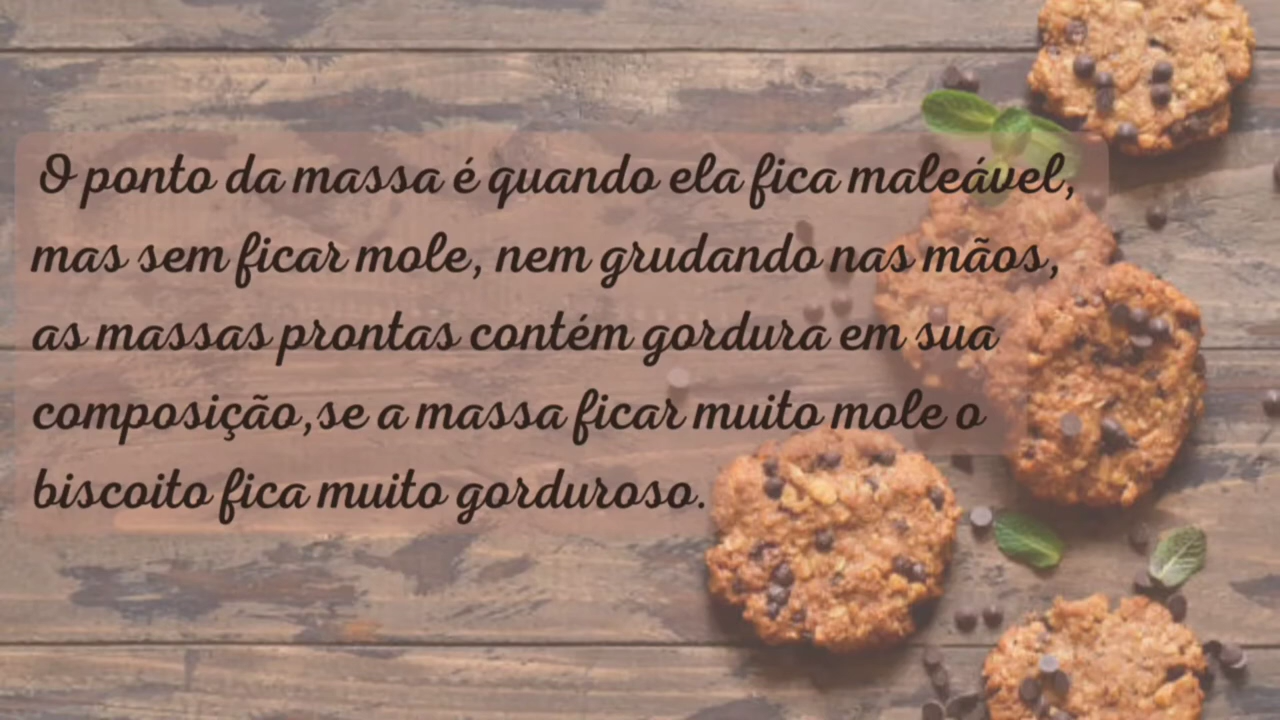 O ponto da massa é quando ela fica maleável,
mas sem ficar mole, nem grudando nas mãos,
as massas prontas contém gordura em sua
composição,se a massa ficar muito mole o
biscoito fica muito gorduroso.